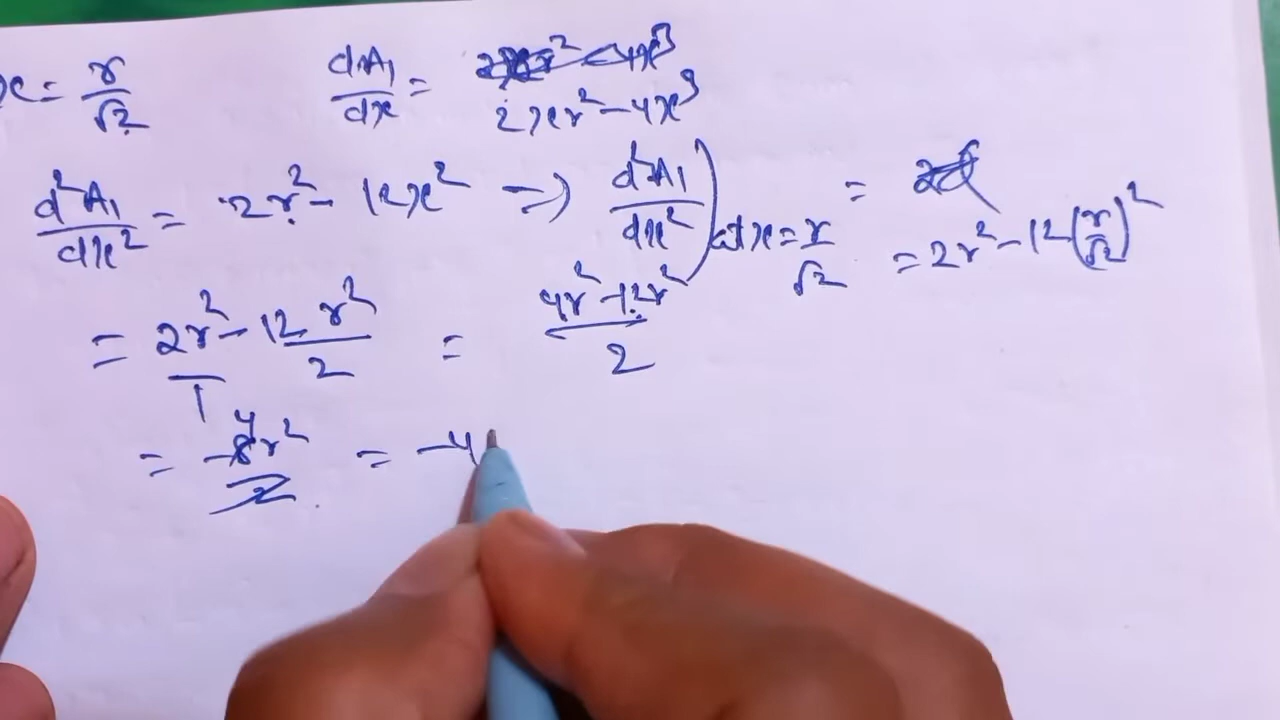 x = r/√2 dA₁/dx = 2xr² - 4x³
d²A₁/dx² = 2r² - 12x² ⇒ d²A₁/dx²) at x = r/√2 = 2r² - 12(r/√2)²
= 2r²/1 - 12r²/2 = (4r² - 12r²)/2
= -8r²/2 = -4